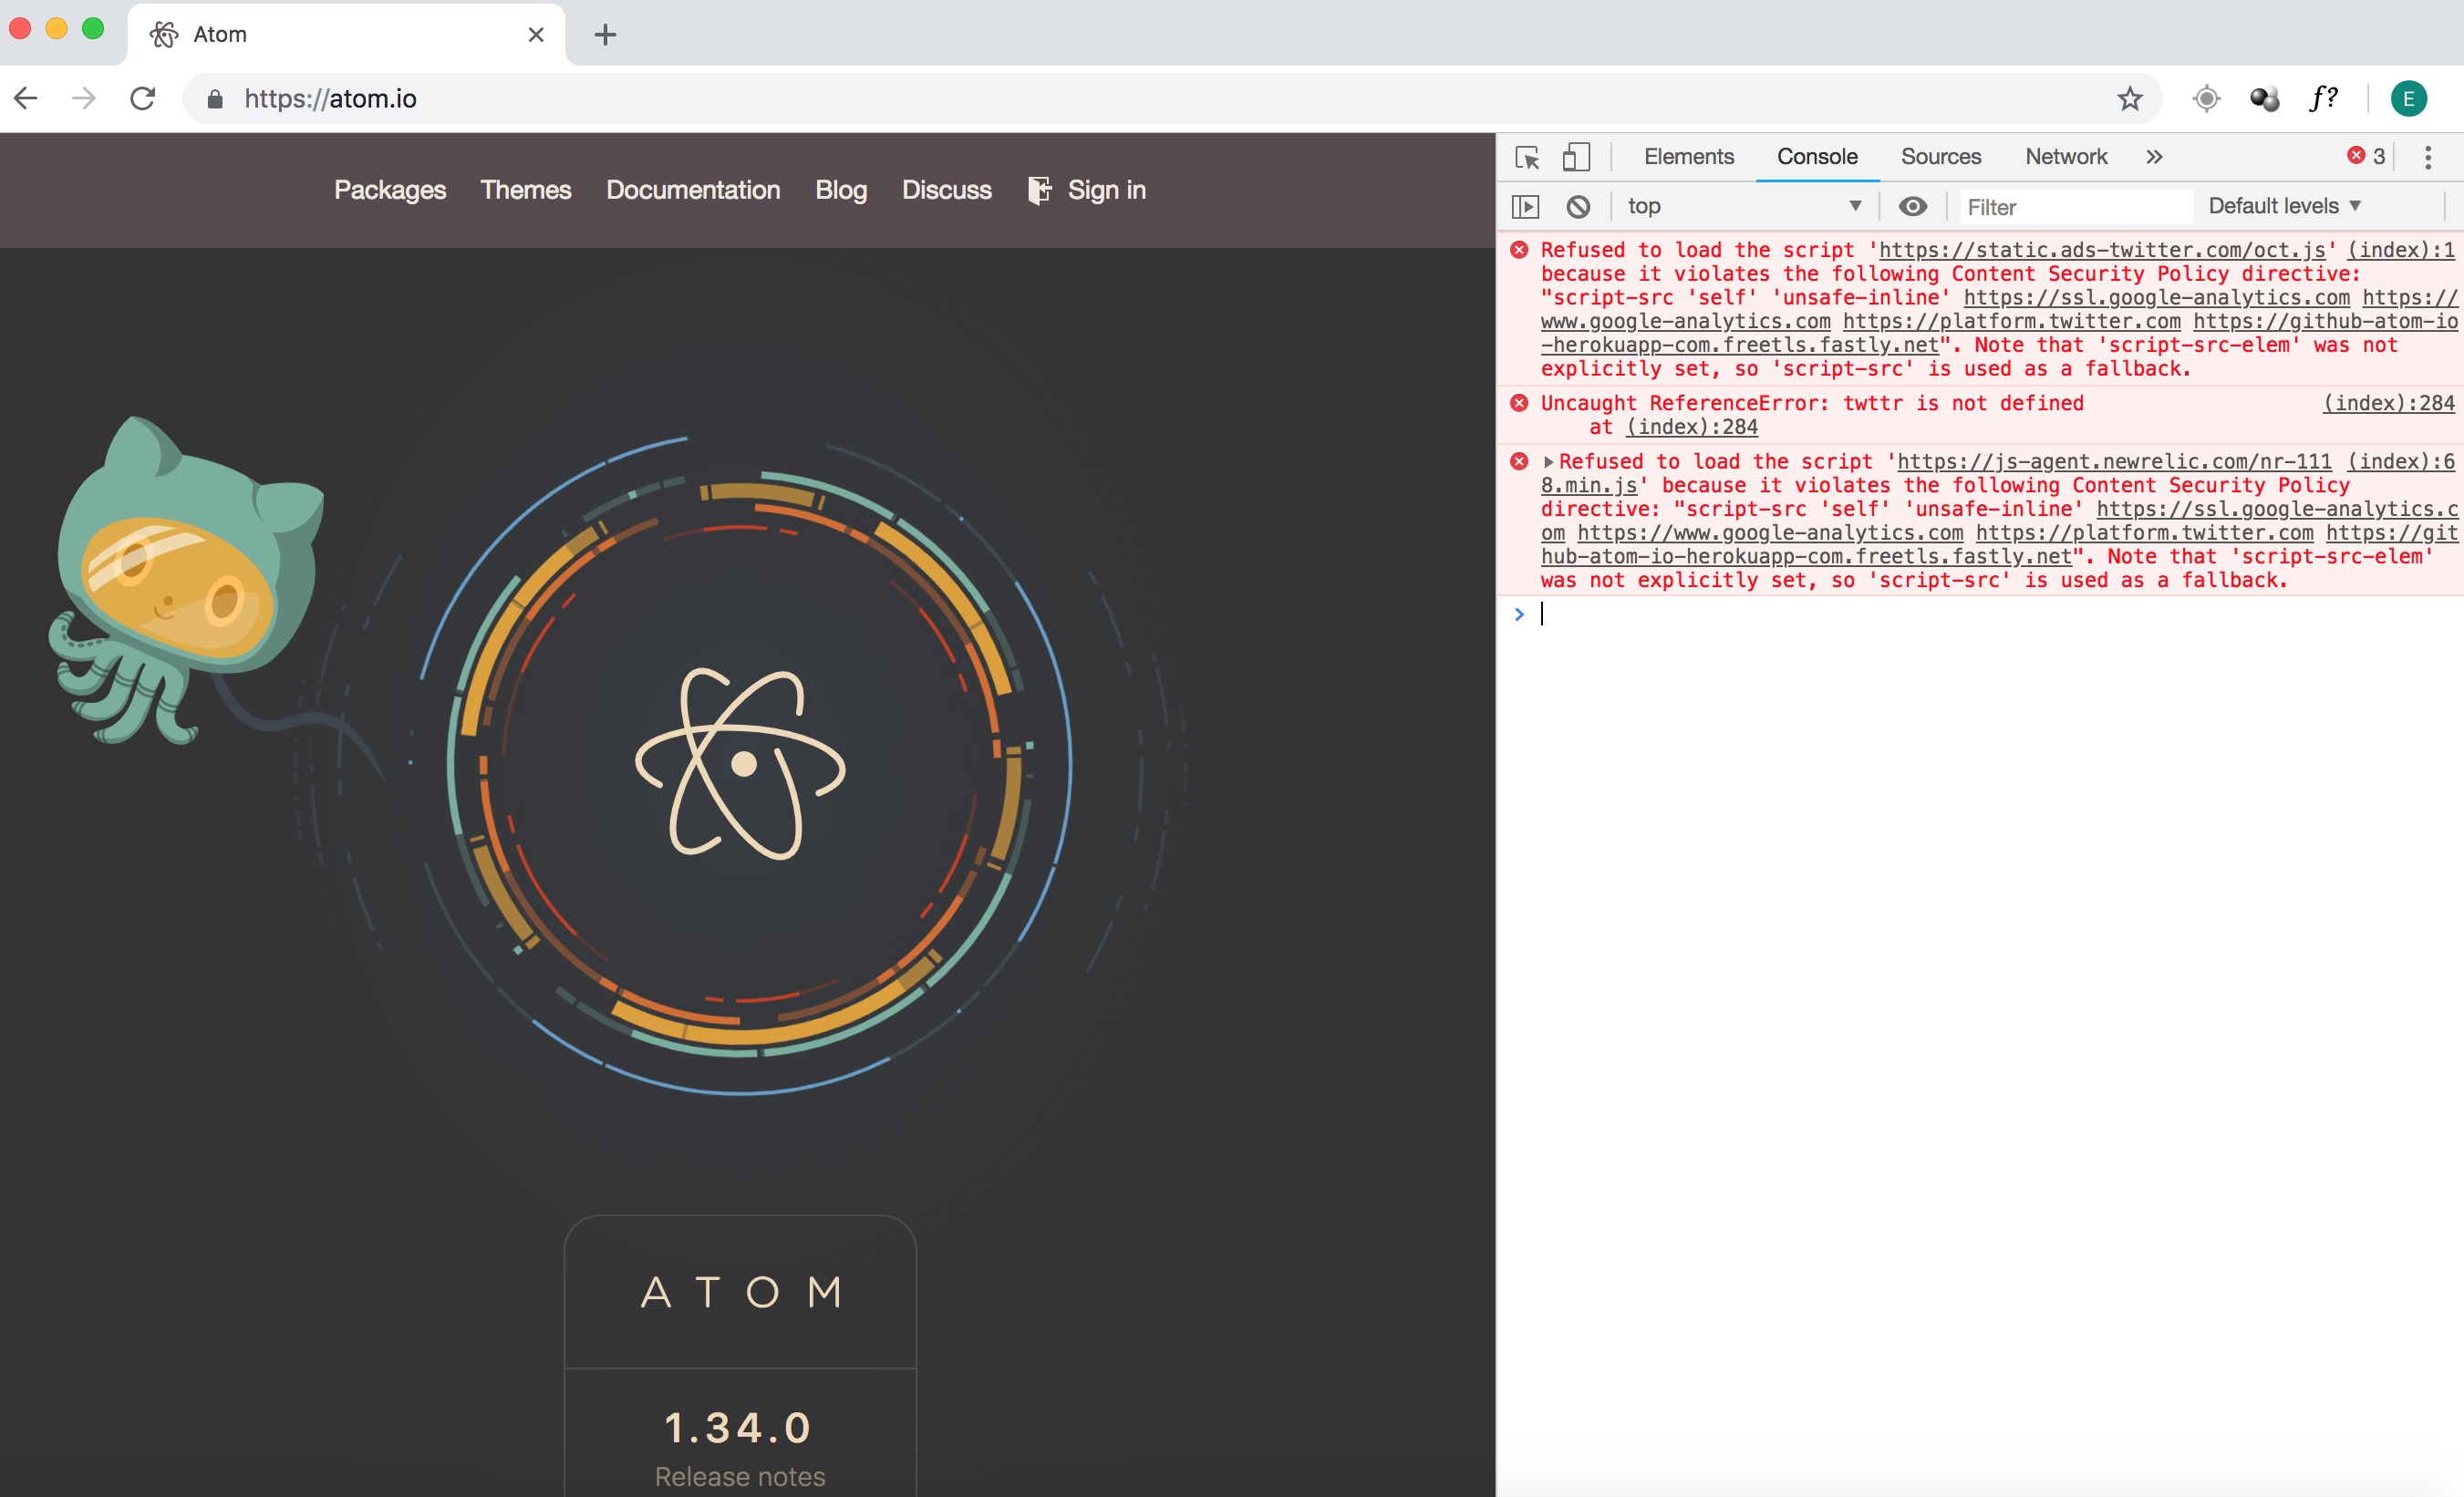 Atom
https://atom.io
f?
E
Packages Themes Documentation Blog Discuss Sign in
ATOM
1.34.0
Release notes
Elements Console Sources Network » 3
top Filter Default levels
Refused to load the script 'https://static.ads-twitter.com/oct.js' (index):1
because it violates the following Content Security Policy directive:
"script-src 'self' 'unsafe-inline' https://ssl.google-analytics.com https://
www.google-analytics.com https://platform.twitter.com https://github-atom-io
-herokuapp-com.freetls.fastly.net". Note that 'script-src-elem' was not
explicitly set, so 'script-src' is used as a fallback.
Uncaught ReferenceError: twttr is not defined (index):284
at (index):284
Refused to load the script 'https://js-agent.newrelic.com/nr-111 (index):6
8.min.js' because it violates the following Content Security Policy
directive: "script-src 'self' 'unsafe-inline' https://ssl.google-analytics.c
om https://www.google-analytics.com https://platform.twitter.com https://git
hub-atom-io-herokuapp-com.freetls.fastly.net". Note that 'script-src-elem'
was not explicitly set, so 'script-src' is used as a fallback.